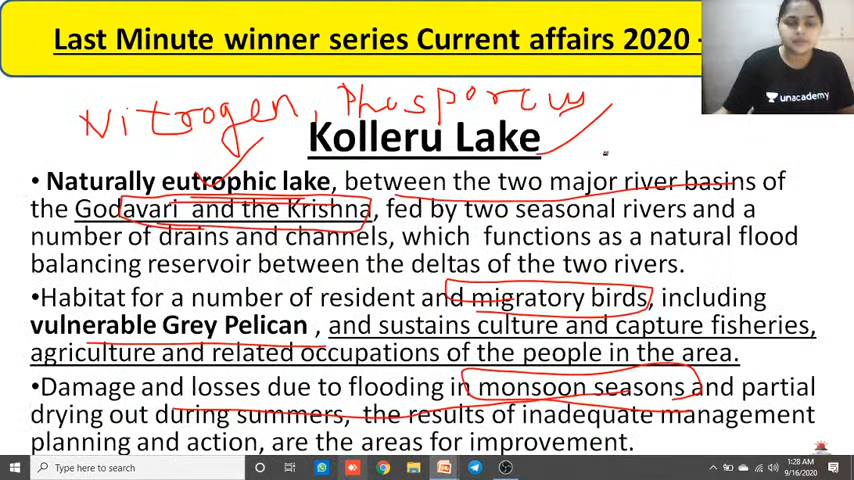 Last Minute winner series Current affairs 2020 -
unacademy
Nitrogen, Phosporous
Kolleru Lake
• Naturally eutrophic lake, between the two major river basins of
the Godavari and the Krishna, fed by two seasonal rivers and a
number of drains and channels, which functions as a natural flood
balancing reservoir between the deltas of the two rivers.
•Habitat for a number of resident and migratory birds, including
vulnerable Grey Pelican , and sustains culture and capture fisheries,
agriculture and related occupations of the people in the area.
•Damage and losses due to flooding in monsoon seasons and partial
drying out during summers, the results of inadequate management
planning and action, are the areas for improvement.
Type here to search
1:28 AM
9/16/2020